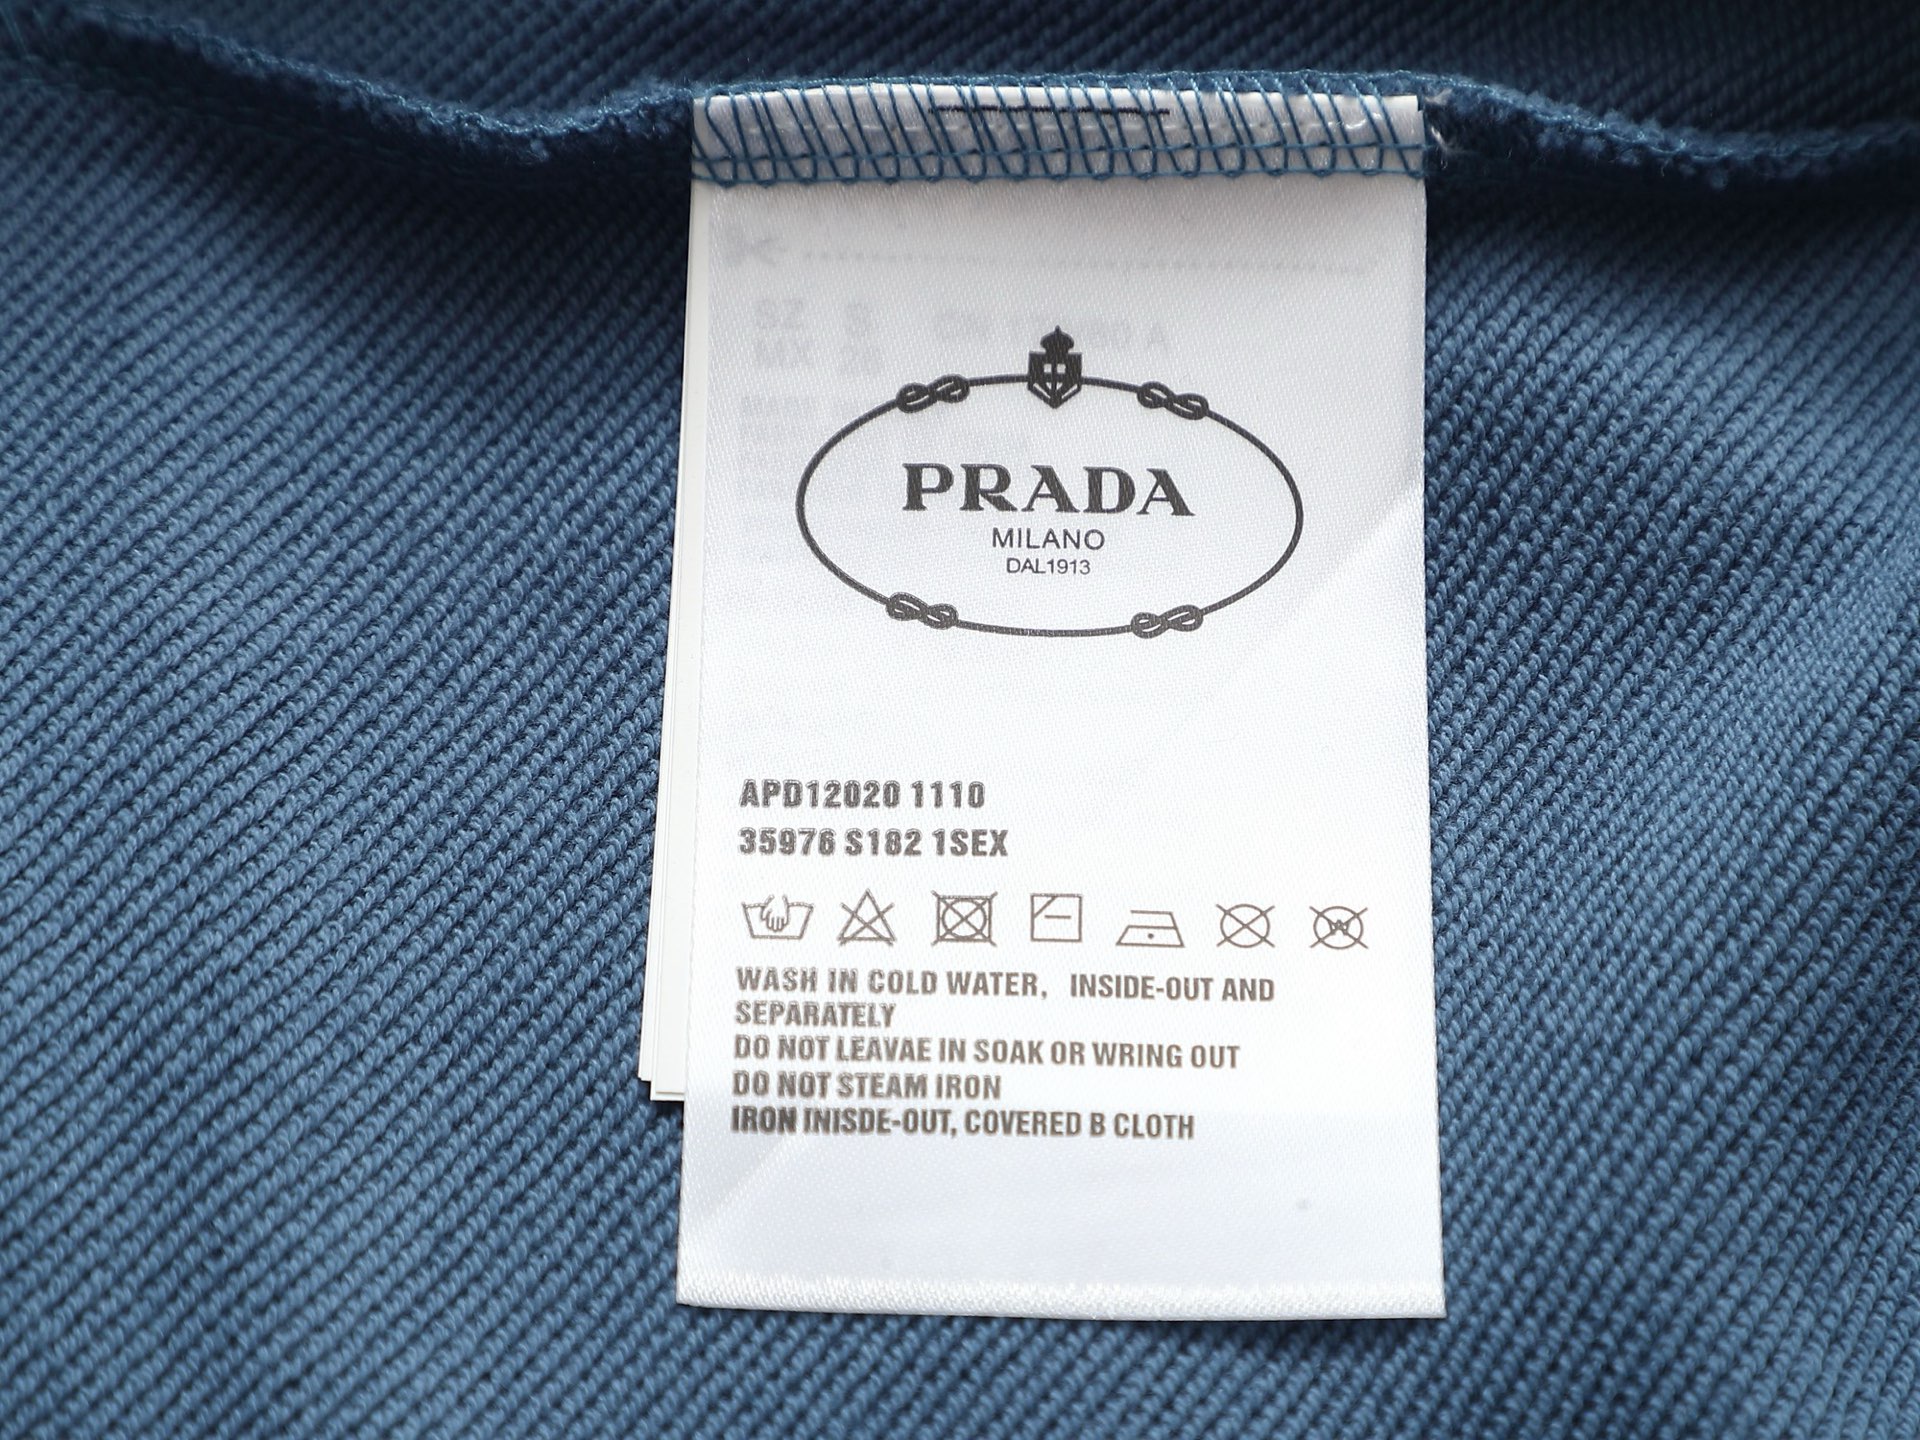 PRADA
MILANO
DAL1913
APD12020 1110
35976 S182 1SEX
WASH IN COLD WATER, INSIDE-OUT AND
SEPARATELY
DO NOT LEAVAE IN SOAK OR WRING OUT
DO NOT STEAM IRON
IRON INISDE-OUT, COVERED B CLOTH